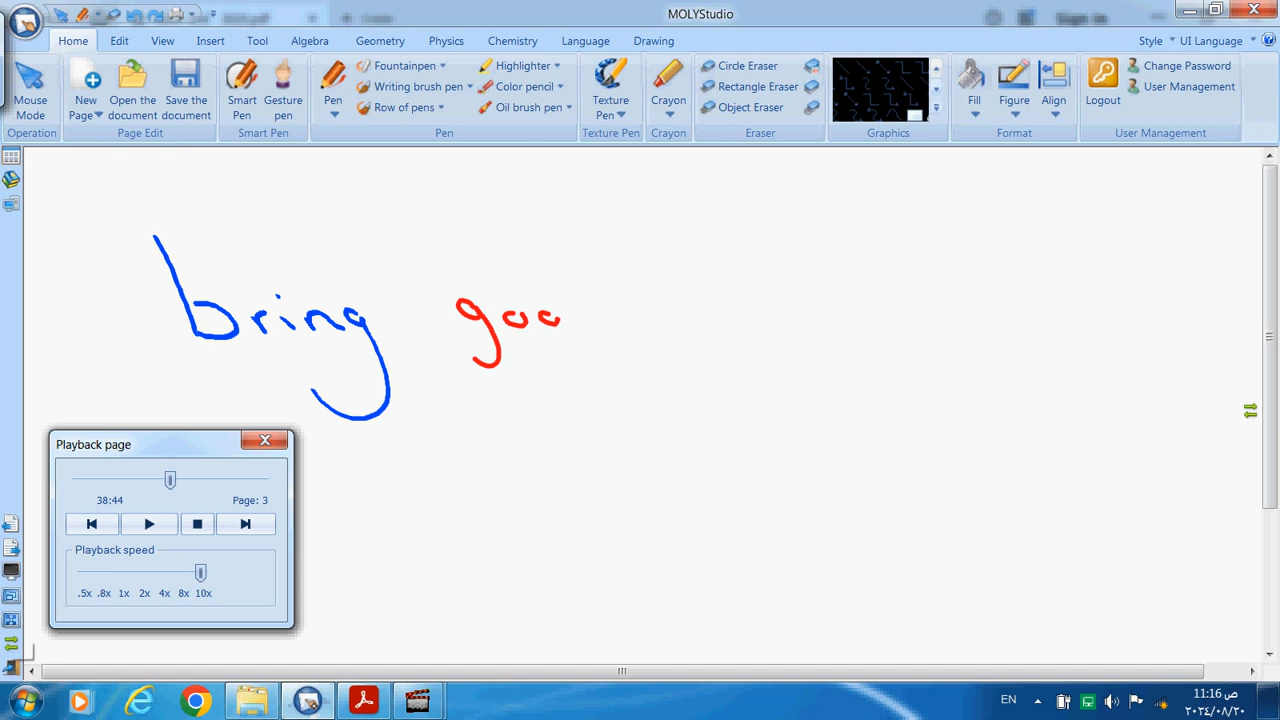 MOLYStudio
Home Edit View Insert Tool Algebra Geometry Physics Chemistry Language Drawing Style UI Language
Mouse Mode
Operation
New Page
Open the document
Save the document
Page Edit
Smart Pen
Gesture pen
Smart Pen
Pen
Fountainpen
Writing brush pen
Row of pens
Highlighter
Color pencil
Oil brush pen
Pen
Texture Pen
Texture Pen
Crayon
Crayon
Circle Eraser
Rectangle Eraser
Object Eraser
Eraser
Graphics
Fill
Figure
Align
Format
Logout
Change Password
User Management
User Management
bring goo
Playback page
38:44 Page: 3
Playback speed
.5x .8x 1x 2x 4x 8x 10x
EN
11:16 ص
٢٠٢٤/٠٨/٢٠